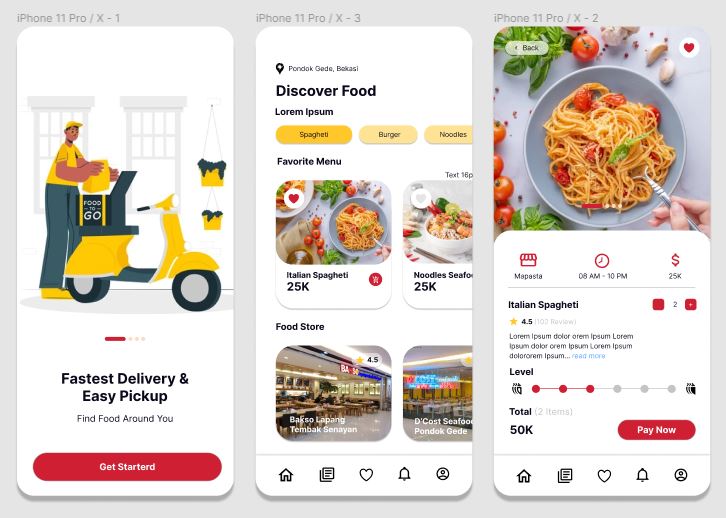 iPhone 11 Pro / X - 1
FOOD
TO
GO
Fastest Delivery &
Easy Pickup
Find Food Around You
Get Starterd
iPhone 11 Pro / X - 3
Pondok Gede, Bekasi
Discover Food
Lorem Ipsum
Spagheti Burger Noodles
Favorite Menu
Text 16p
Italian Spagheti
25K
Noodles Seafoo
25K
Food Store
4.5
Bakso Lapang
Tembak Senayan
D'Cost Seafood
Pondok Gede
iPhone 11 Pro / X - 2
‹ Back
Mapasta 08 AM - 10 PM 25K
Italian Spagheti 2 +
4.5 (102 Review)
Lorem ipsum dolor orem Ipsum Lorem
Ipsum dolor orem Ipsum Lorem Ipsum
dolororem Ipsum... read more
Level
Total (2 Items)
50K Pay Now